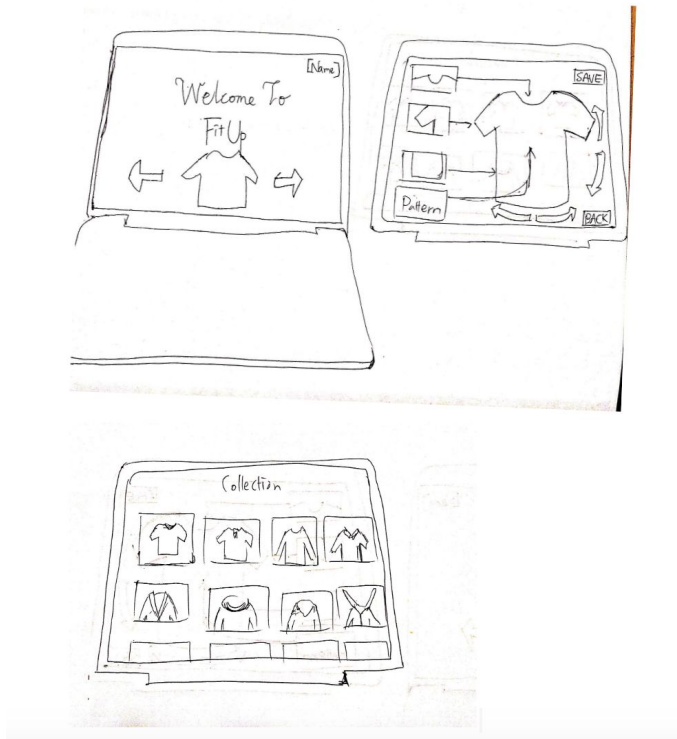 [Name]
Welcome To
FitUp
SAVE
Pattern
BACK
Collection